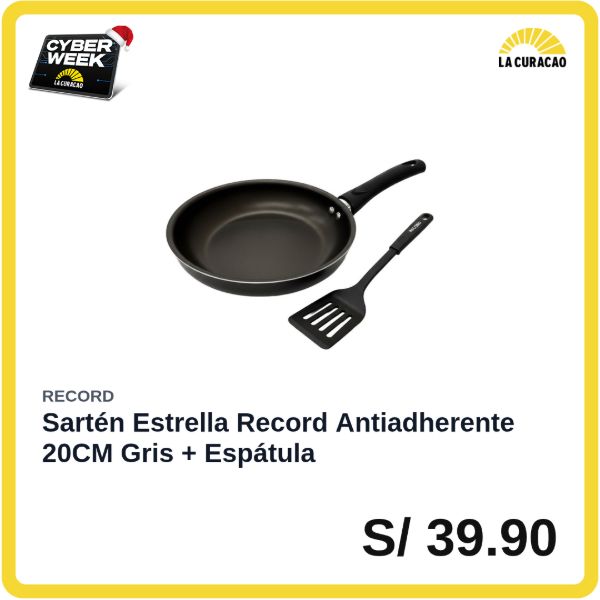 CYBER
WEEK
LA CURACAO
LA CURACAO
RECORD
Sartén Estrella Record Antiadherente
20CM Gris + Espátula
S/ 39.90